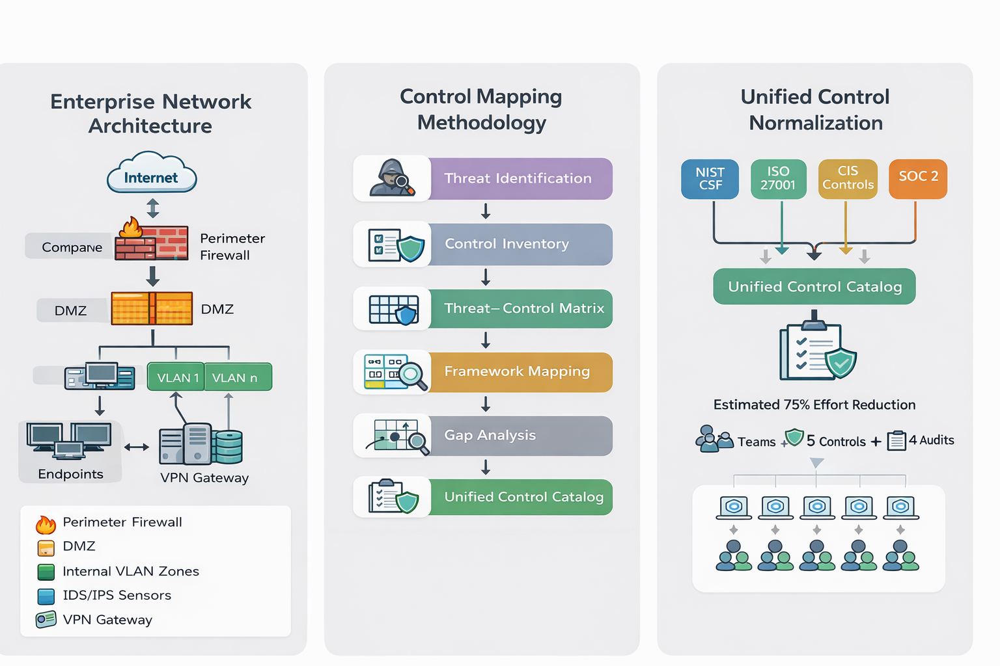 Enterprise Network
Architecture
Internet
Compane
Perimeter
Firewall
DMZ
DMZ
VLAN 1
VLAN n
Endpoints
VPN Gateway
Perimeter Firewall
DMZ
Internal VLAN Zones
IDS/IPS Sensors
VPN Gateway
Control Mapping
Methodology
Threat Identification
Control Inventory
Threat–Control Matrix
Framework Mapping
Gap Analysis
Unified Control Catalog
Unified Control
Normalization
NIST
CSF
ISO
27001
CIS
Controls
SOC 2
Unified Control Catalog
Estimated 75% Effort Reduction
Teams + 5 Controls + 4 Audits